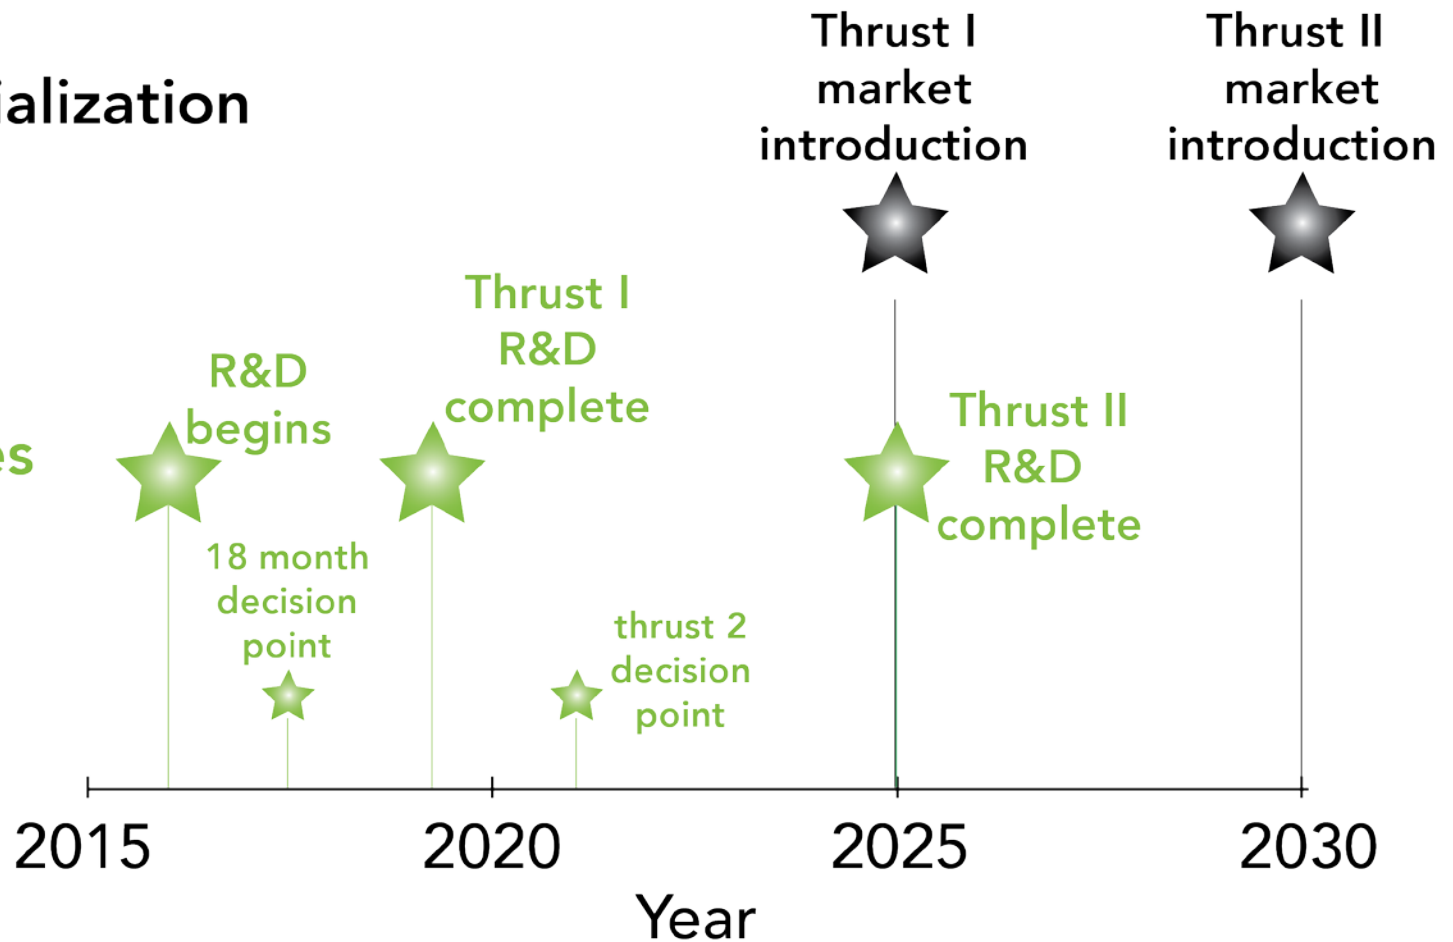 Thrust I
market
introduction
Thrust II
market
introduction
ialization
Thrust I
R&D
complete
R&D
begins
Thrust II
R&D
complete
es
18 month
decision
point
thrust 2
decision
point
2015
2020
2025
2030
Year